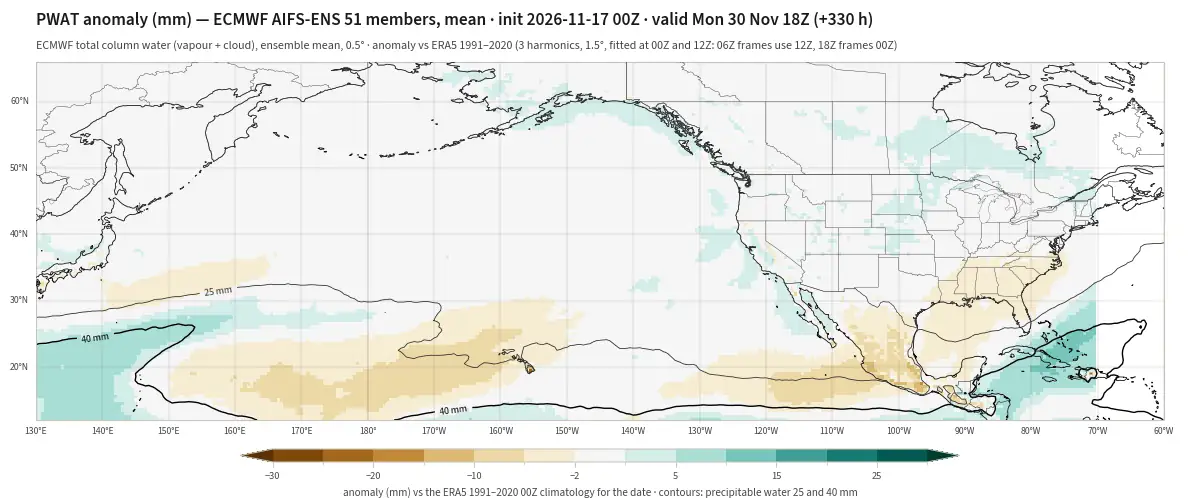 PWAT anomaly (mm) — ECMWF AIFS-ENS 51 members, mean · init 2026-11-17 00Z · valid Mon 30 Nov 18Z (+330 h)
ECMWF total column water (vapour + cloud), ensemble mean, 0.5° · anomaly vs ERA5 1991–2020 (3 harmonics, 1.5°, fitted at 00Z and 12Z: 06Z frames use 12Z, 18Z frames 00Z)
60°N
50°N
40°N
30°N
20°N
25 mm
40 mm
40 mm
130°E 140°E 150°E 160°E 170°E 180° 170°W 160°W 150°W 140°W 130°W 120°W 110°W 100°W 90°W 80°W 70°W 60°W
−30 −20 −10 −2 5 15 25
anomaly (mm) vs the ERA5 1991–2020 00Z climatology for the date · contours: precipitable water 25 and 40 mm